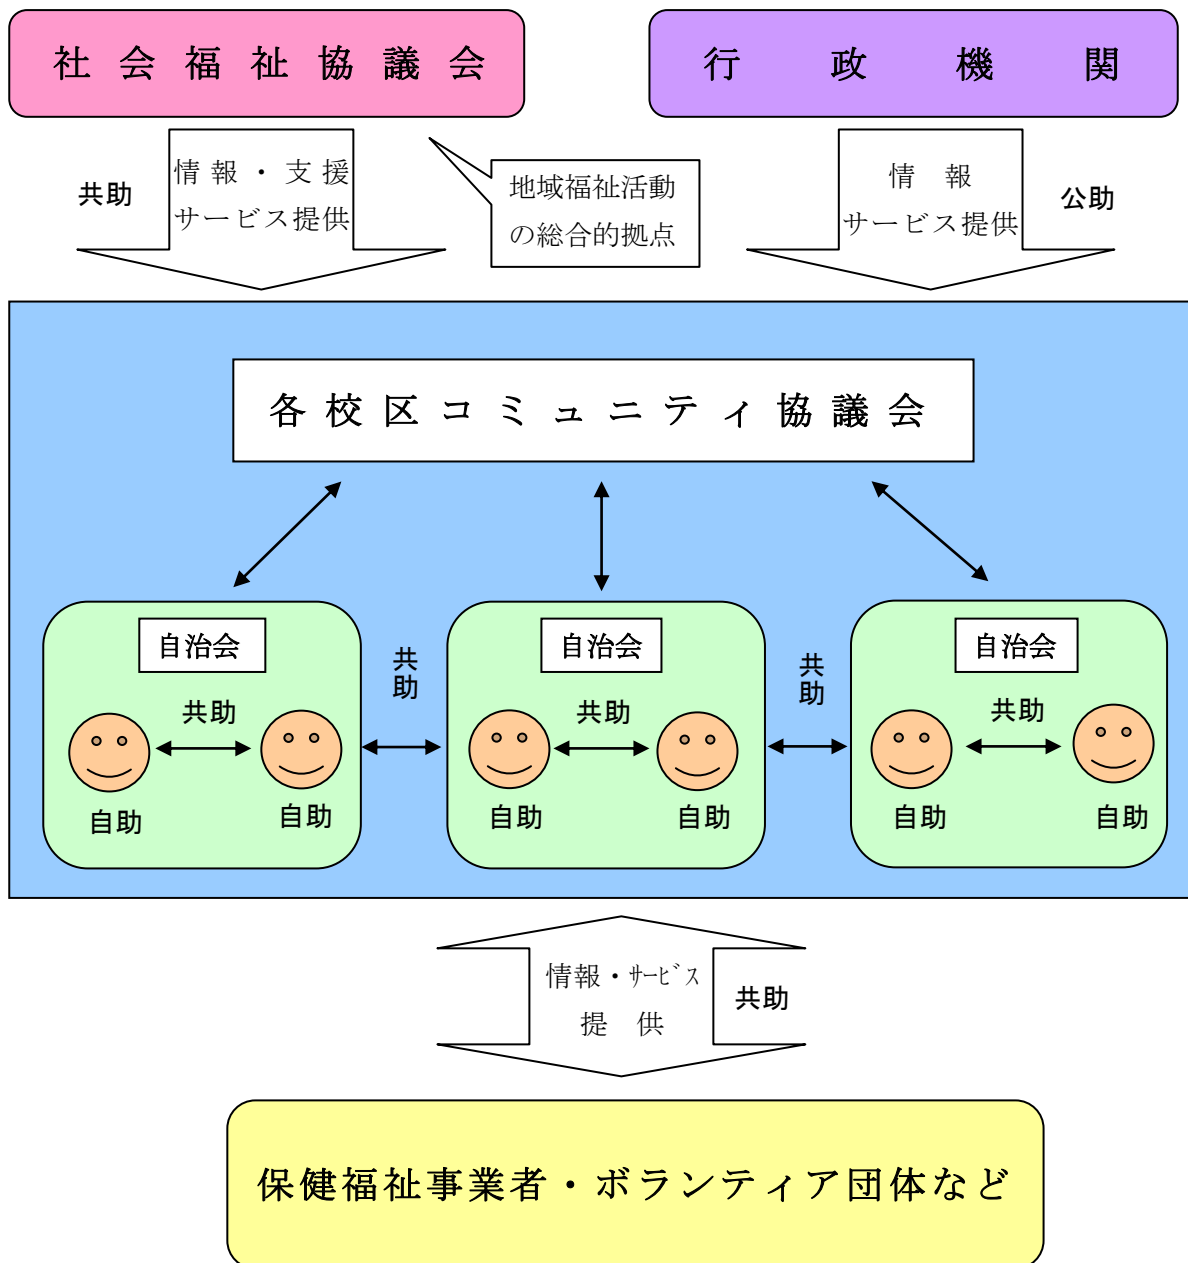 社会福祉協議会
行政機関
共助
情報・支援
サービス提供
地域福祉活動
の総合的拠点
情報
サービス提供
公助
各校区コミュニティ協議会
自治会
共助
自助
自助
共助
自治会
共助
自助
自助
共助
自治会
共助
自助
自助
情報・ｻｰﾋﾞｽ
提供
共助
保健福祉事業者・ボランティア団体など